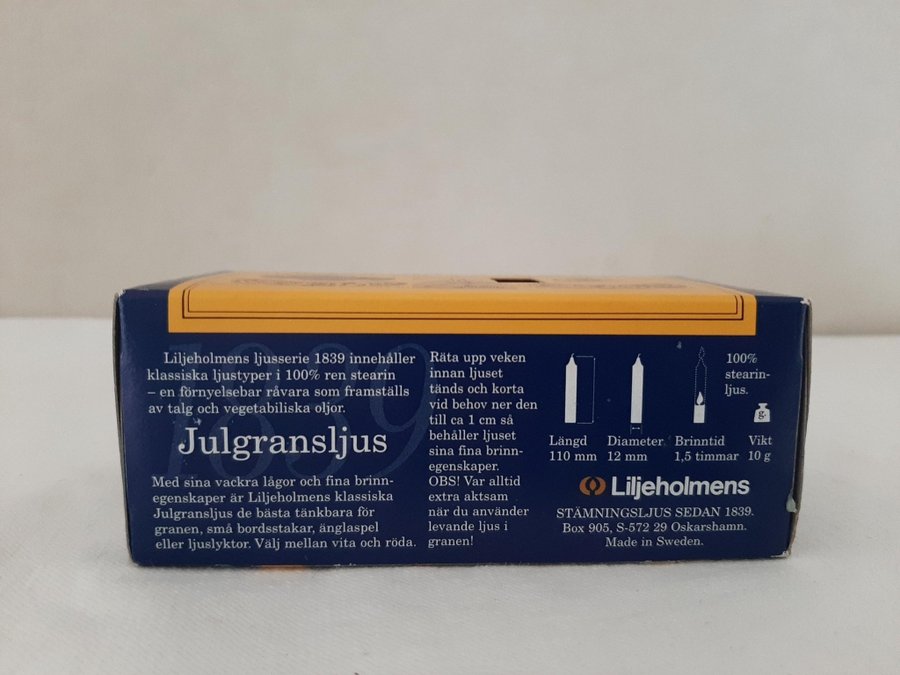 1839
Liljeholmens ljusserie 1839 innehåller
klassiska ljustyper i 100% ren stearin
– en förnyelsebar råvara som framställs
av talg och vegetabiliska oljor.
Julgransljus
Med sina vackra lågor och fina brinn-
egenskaper är Liljeholmens klassiska
Julgransljus de bästa tänkbara för
granen, små bordsstakar, änglaspel
eller ljuslyktor. Välj mellan vita och röda.
Räta upp veken
innan ljuset
tänds och korta
vid behov ner den
till ca 1 cm så
behåller ljuset
sina fina brinn-
egenskaper.
OBS! Var alltid
extra aktsam
när du använder
levande ljus i
granen!
100%
stearin-
ljus.
g.
Längd
110 mm
Diameter
12 mm
Brinntid
1,5 timmar
Vikt
10 g
Liljeholmens
STÄMNINGSLJUS SEDAN 1839.
Box 905, S-572 29 Oskarshamn.
Made in Sweden.